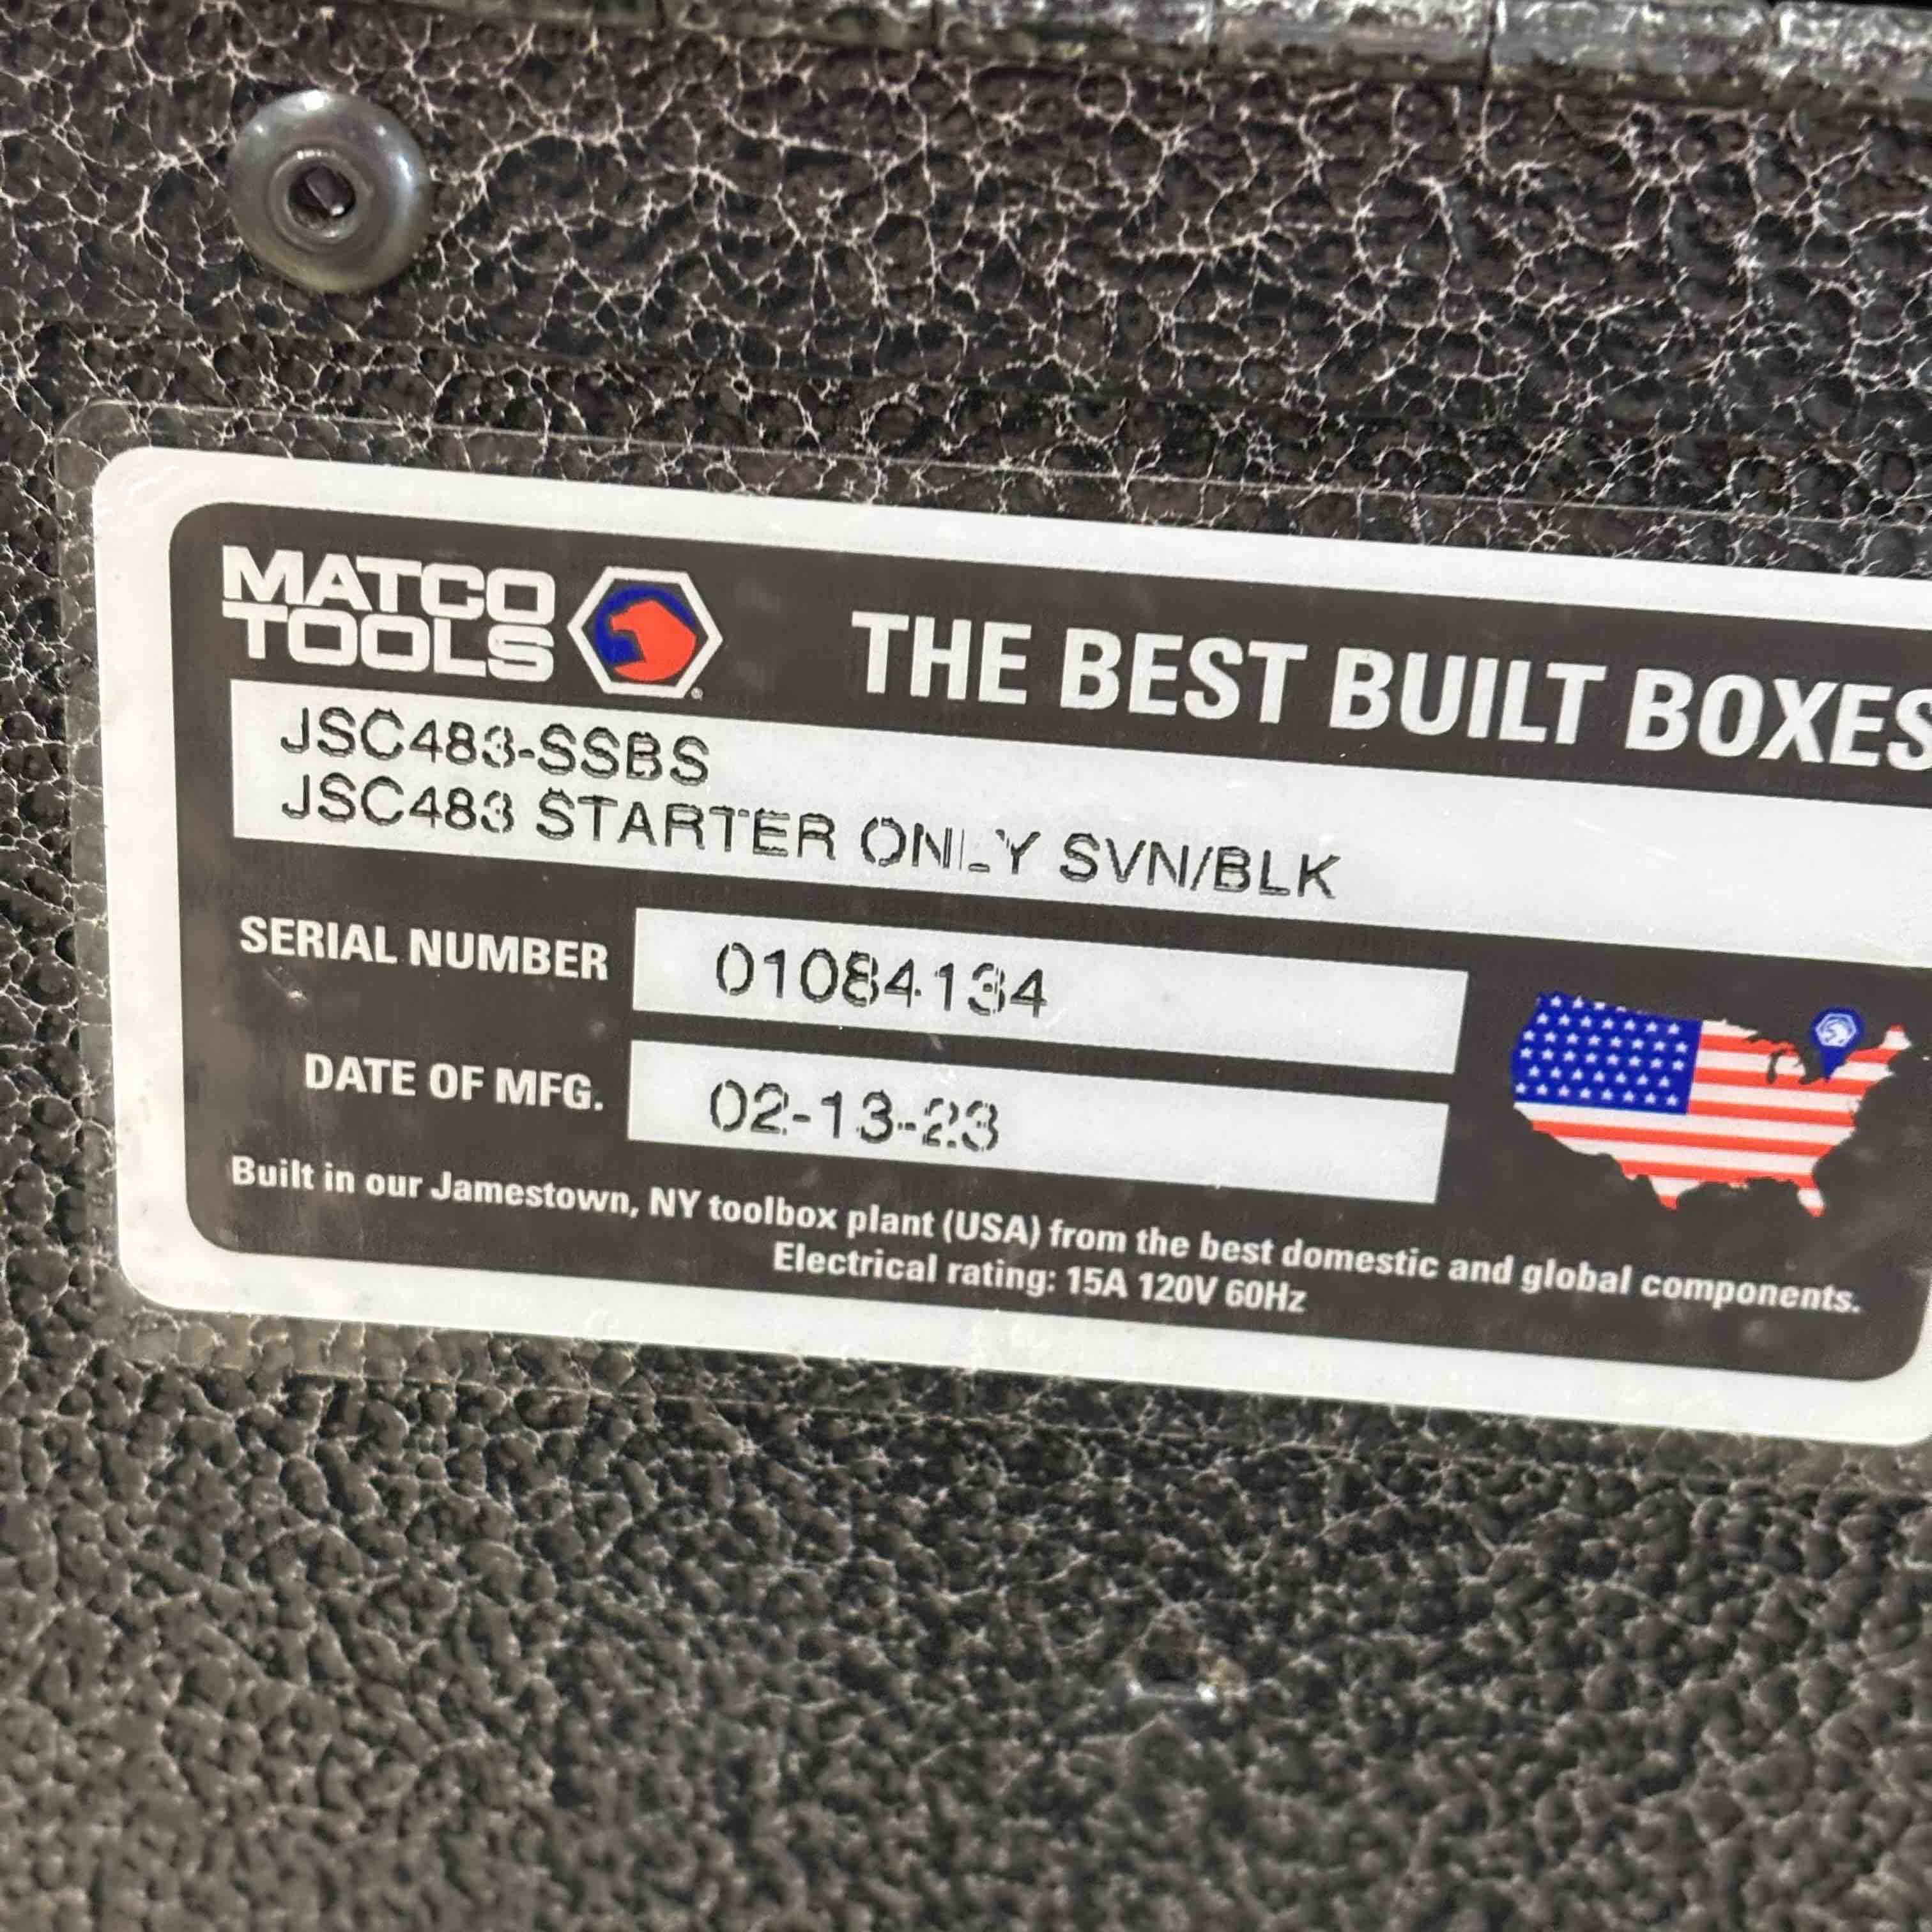 MATCO
TOOLS
THE BEST BUILT BOXES
JSC483-SSBS
JSC483 STARTER ONLY SVN/BLK
SERIAL NUMBER 01084134
DATE OF MFG. 02-13-23
Built in our Jamestown, NY toolbox plant (USA) from the best domestic and global components.
Electrical rating: 15A 120V 60Hz